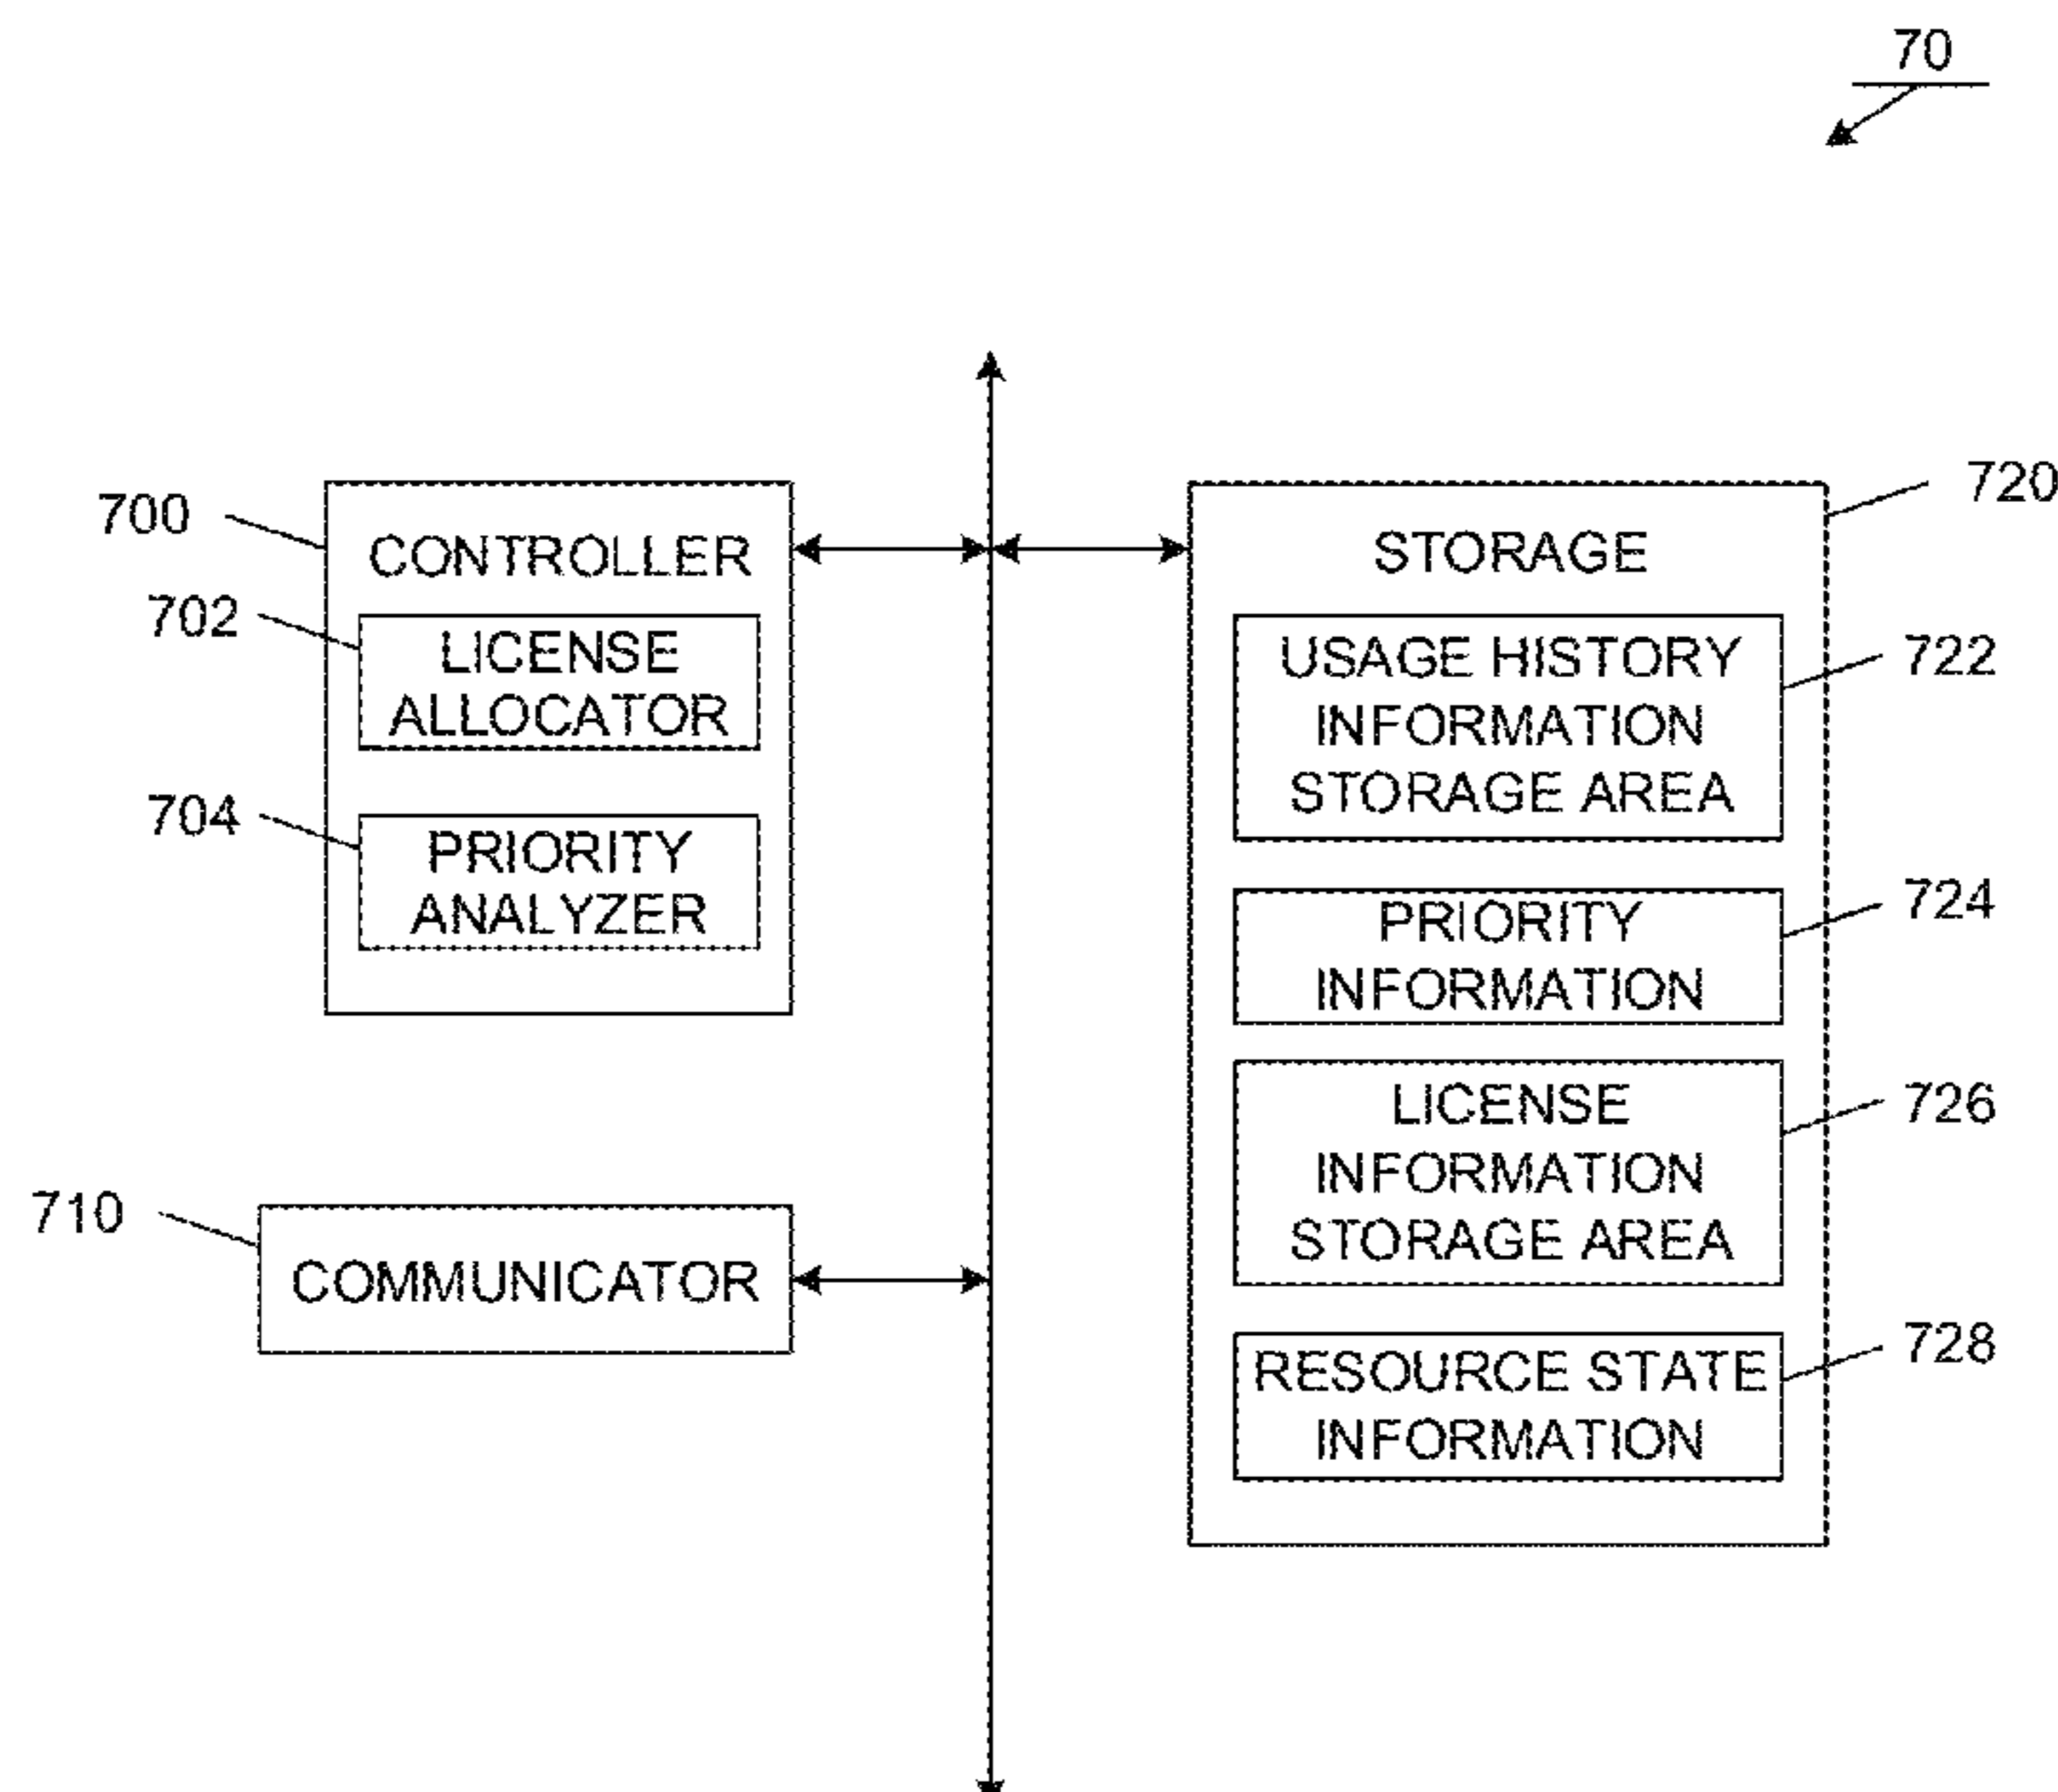 70
700
CONTROLLER
702
LICENSE
ALLOCATOR
704
PRIORITY
ANALYZER
710
COMMUNICATOR
720
STORAGE
722
USAGE HISTORY
INFORMATION
STORAGE AREA
724
PRIORITY
INFORMATION
726
LICENSE
INFORMATION
STORAGE AREA
728
RESOURCE STATE
INFORMATION